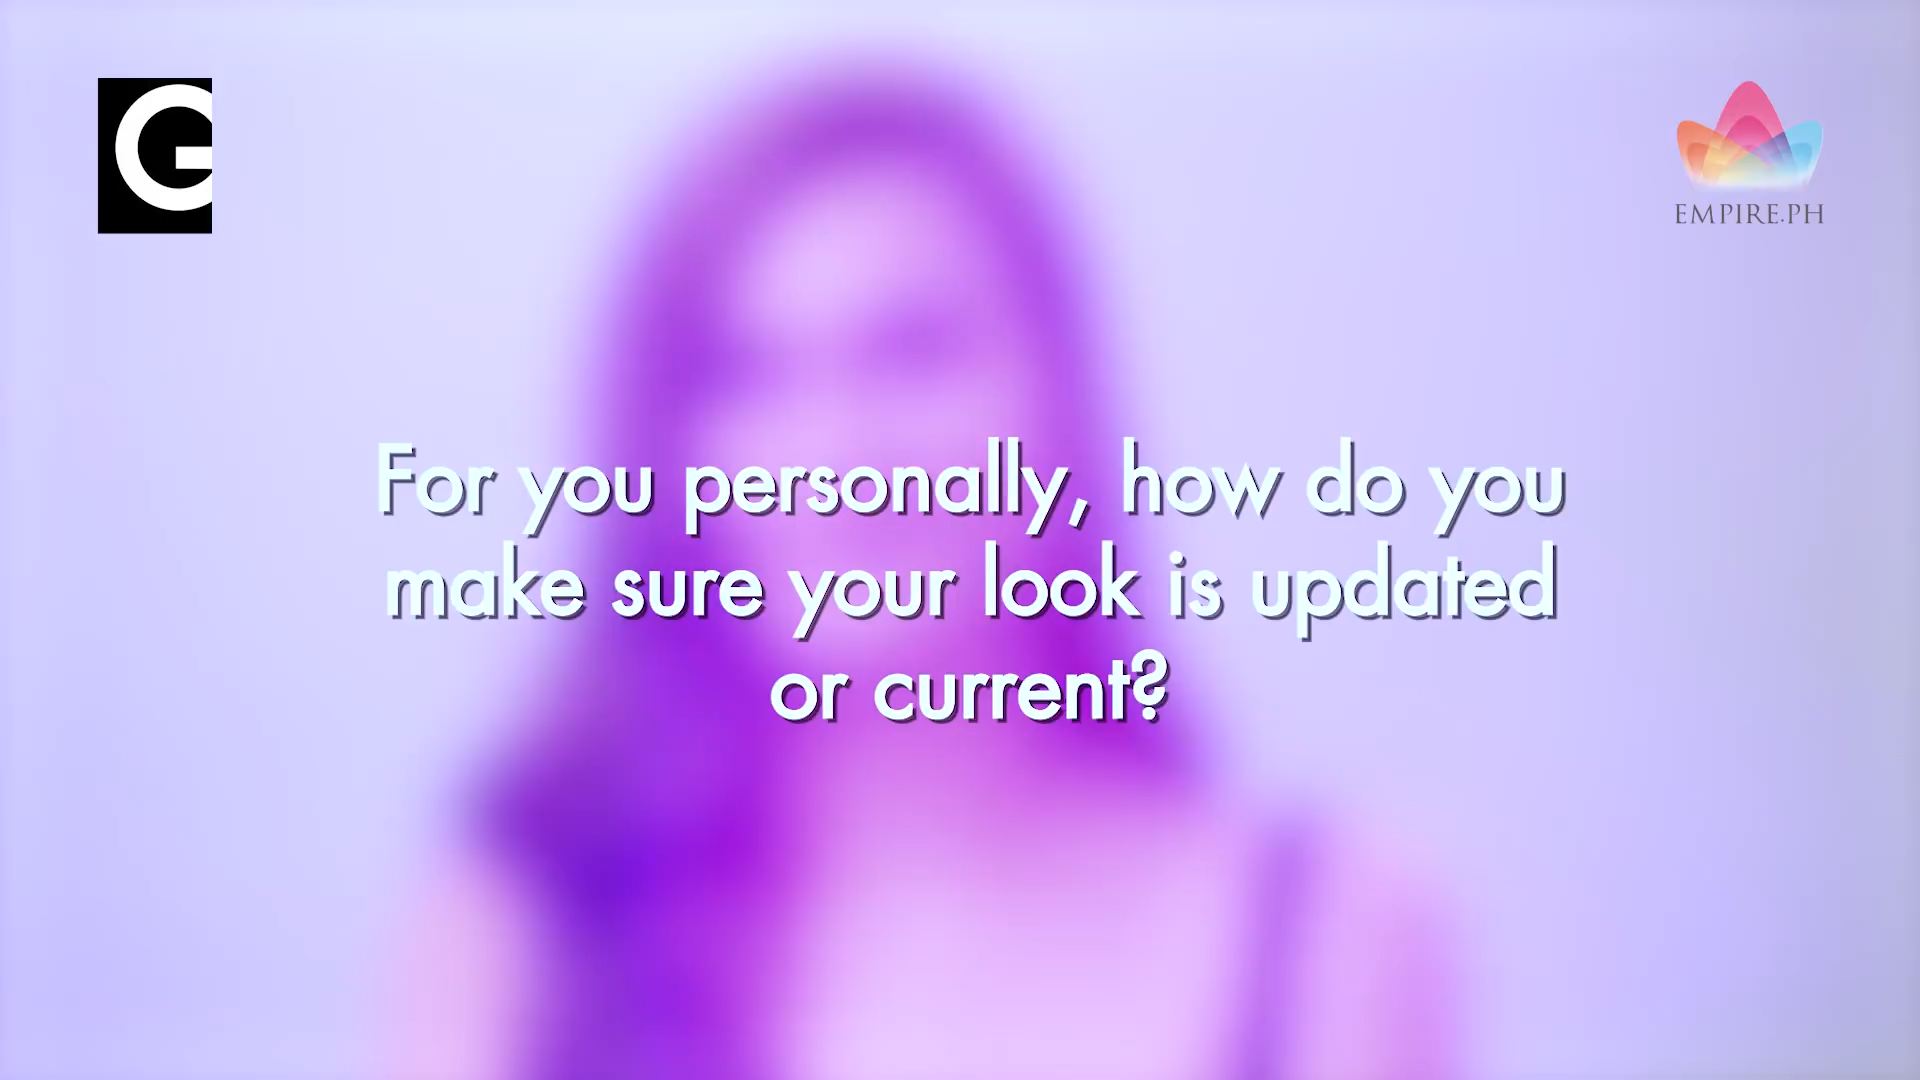 G
EMPIRE.PH
For you personally, how do you
make sure your look is updated
or current?